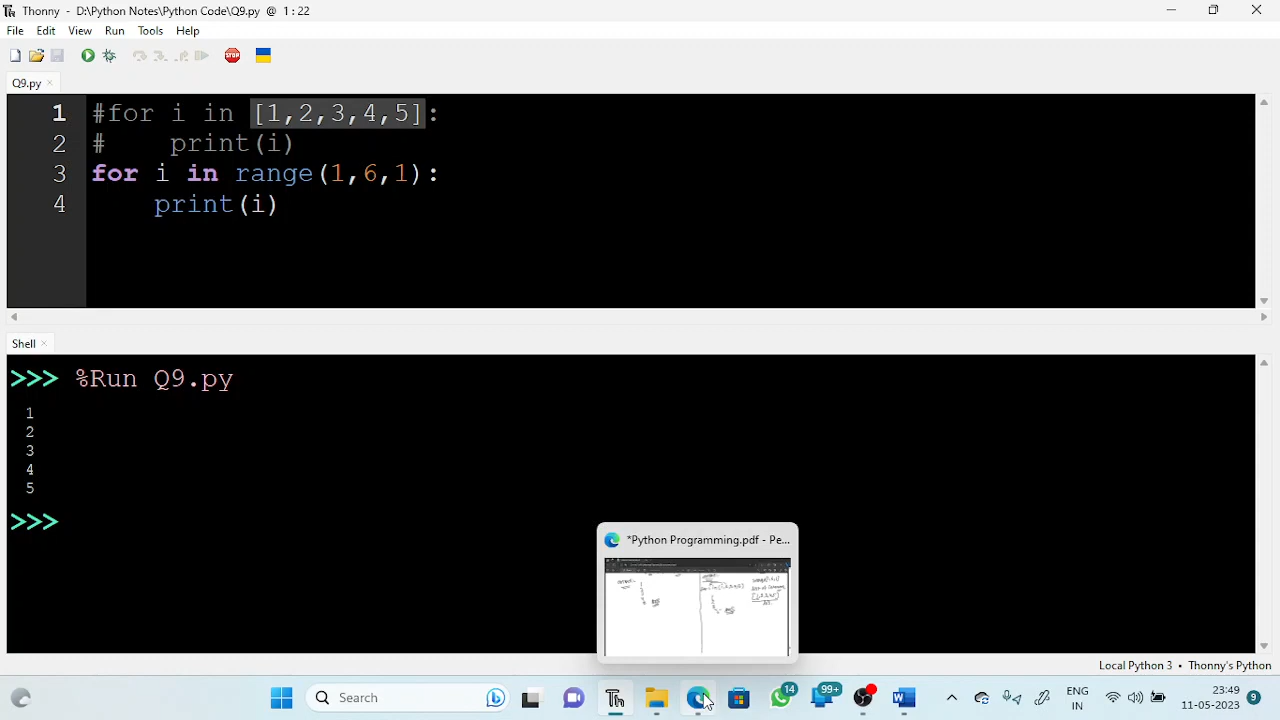 Thonny - D:\Python Notes\Python Code\Q9.py @ 1:22
File Edit View Run Tools Help
STOP
Q9.py ×
1 #for i in [1,2,3,4,5]:
2 #    print(i)
3 for i in range(1,6,1):
4     print(i)
Shell ×
>>> %Run Q9.py
1
2
3
4
5
>>>
*Python Programming.pdf - Pe...
Local Python 3 • Thonny's Python
Search
Th
14
99+
ENG
IN
23:49
11-05-2023
9